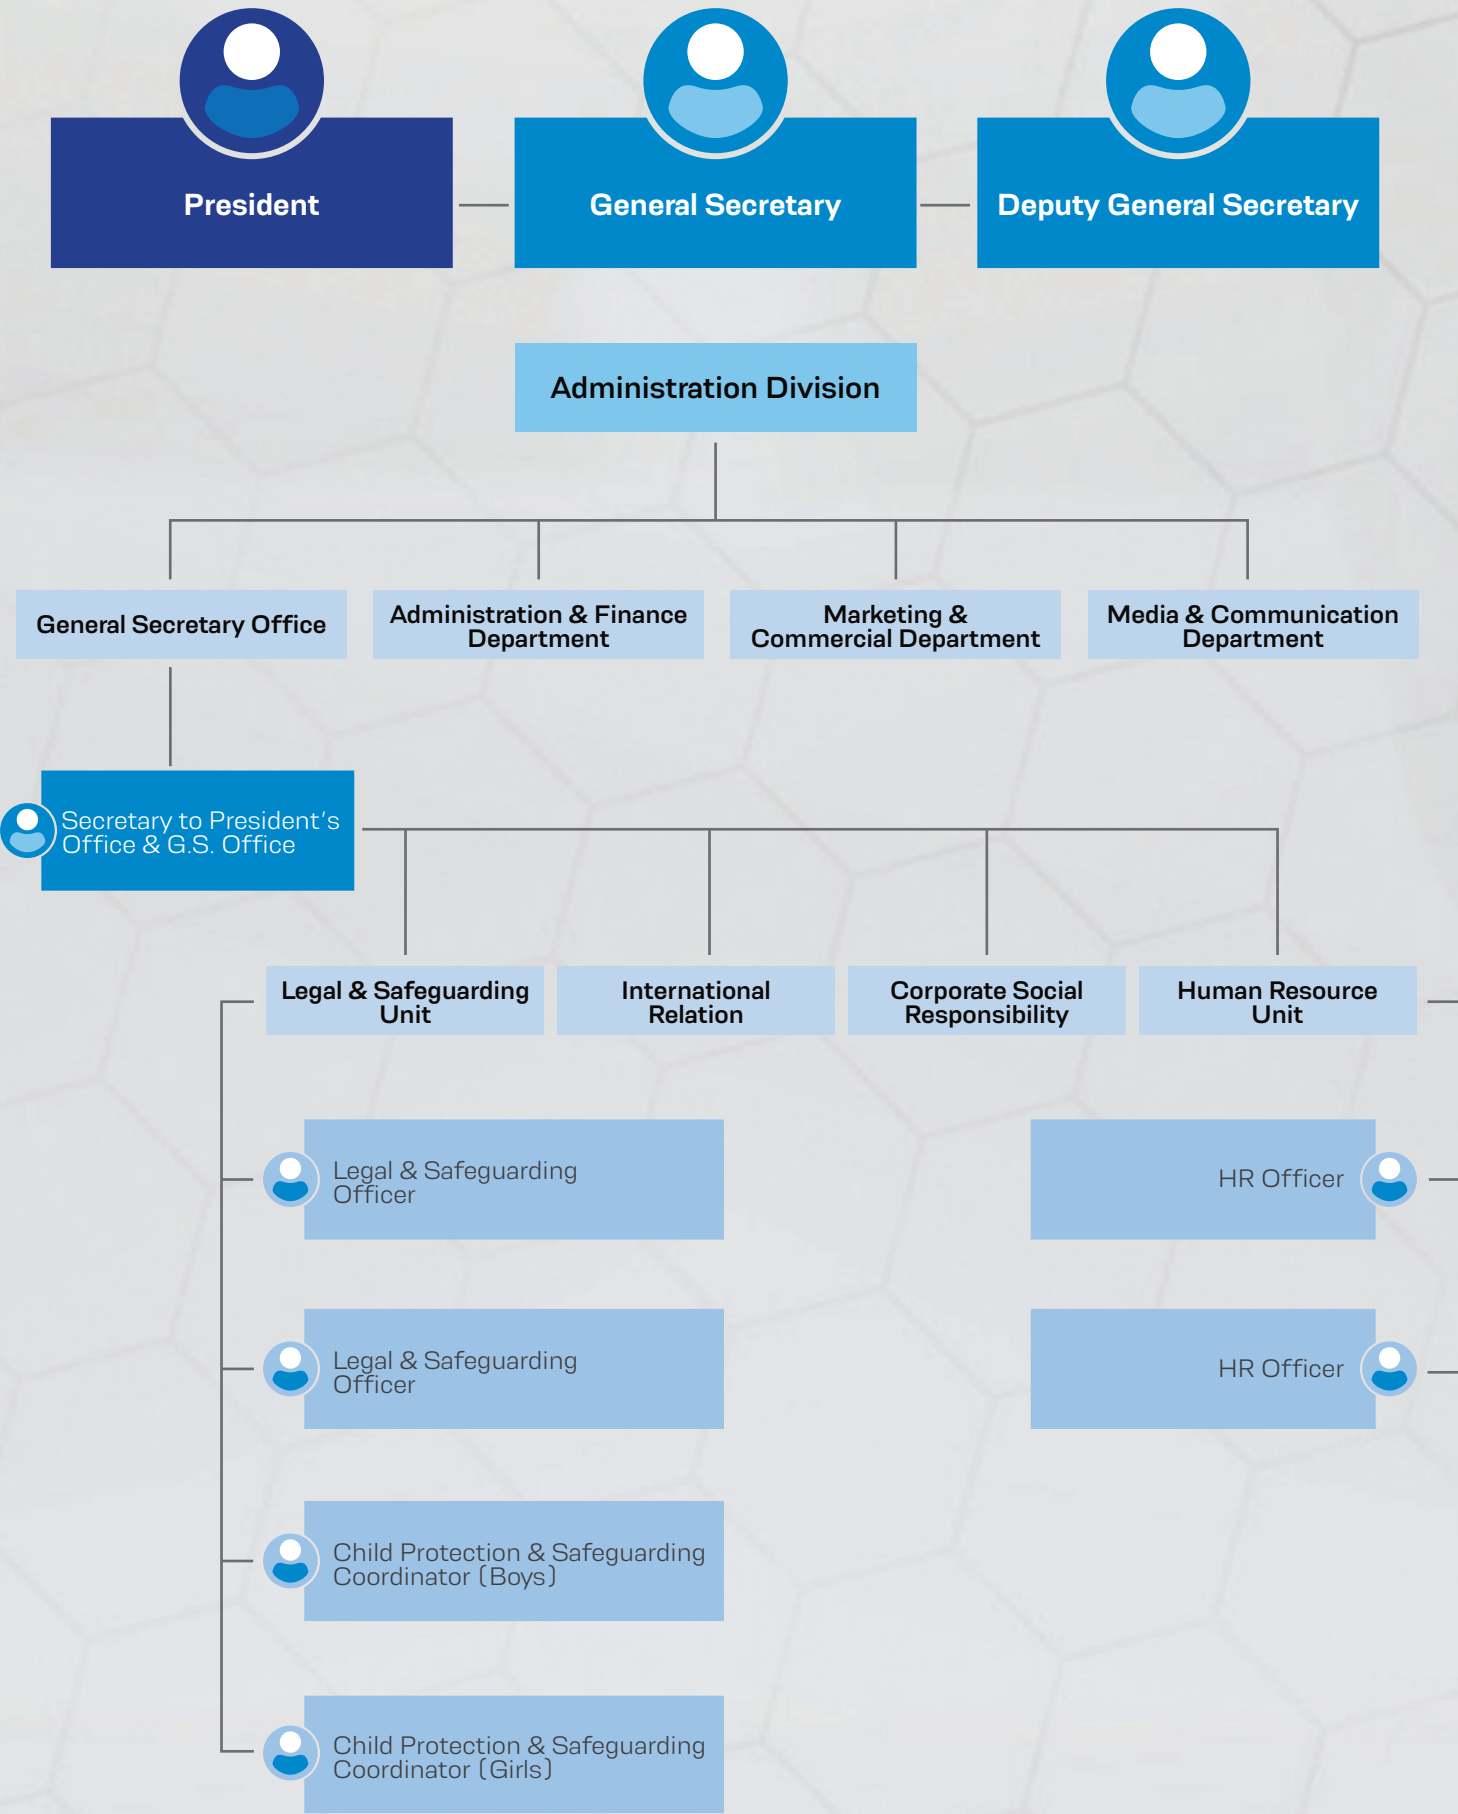 President
General Secretary
Deputy General Secretary
Administration Division
General Secretary Office
Administration & Finance
Department
Marketing &
Commercial Department
Media & Communication
Department
Secretary to President's
Office & G.S. Office
Legal & Safeguarding
Unit
International
Relation
Corporate Social
Responsibility
Human Resource
Unit
Legal & Safeguarding
Officer
HR Officer
Legal & Safeguarding
Officer
HR Officer
Child Protection & Safeguarding
Coordinator (Boys)
Child Protection & Safeguarding
Coordinator (Girls)